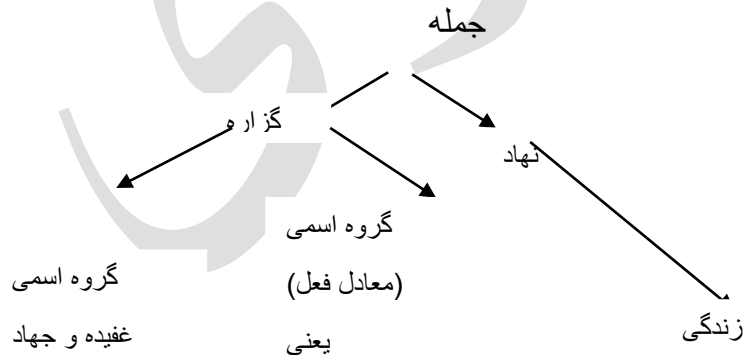 جمله
گزاره
نهاد
گروه اسمی
(معادل فعل)
یعنی
گروه اسمی
غفیده و جهاد
زندگی